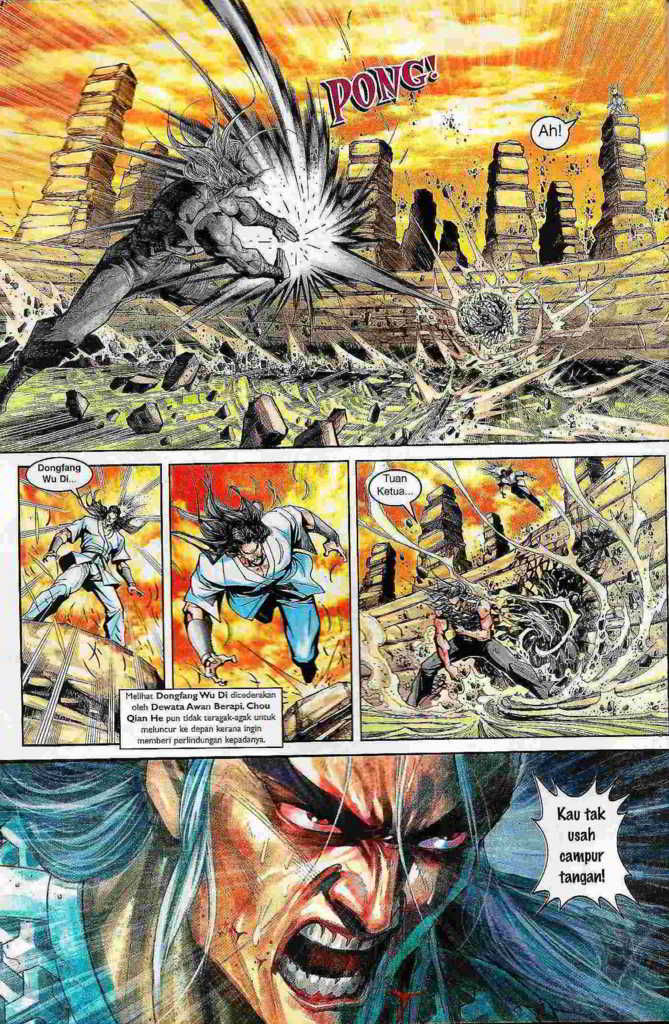 PONG!
Ah!
Dongfang
Wu Di...
Melihat Dongfang Wu Di dicederakan
oleh Dewata Awan Berapi, Chou
Qian He pun tidak teragak-agak untuk
meluncur ke depan kerana ingin
memberi perlindungan kepadanya.
Tuan
Ketua...
Kau tak
usah
campur
tangan!